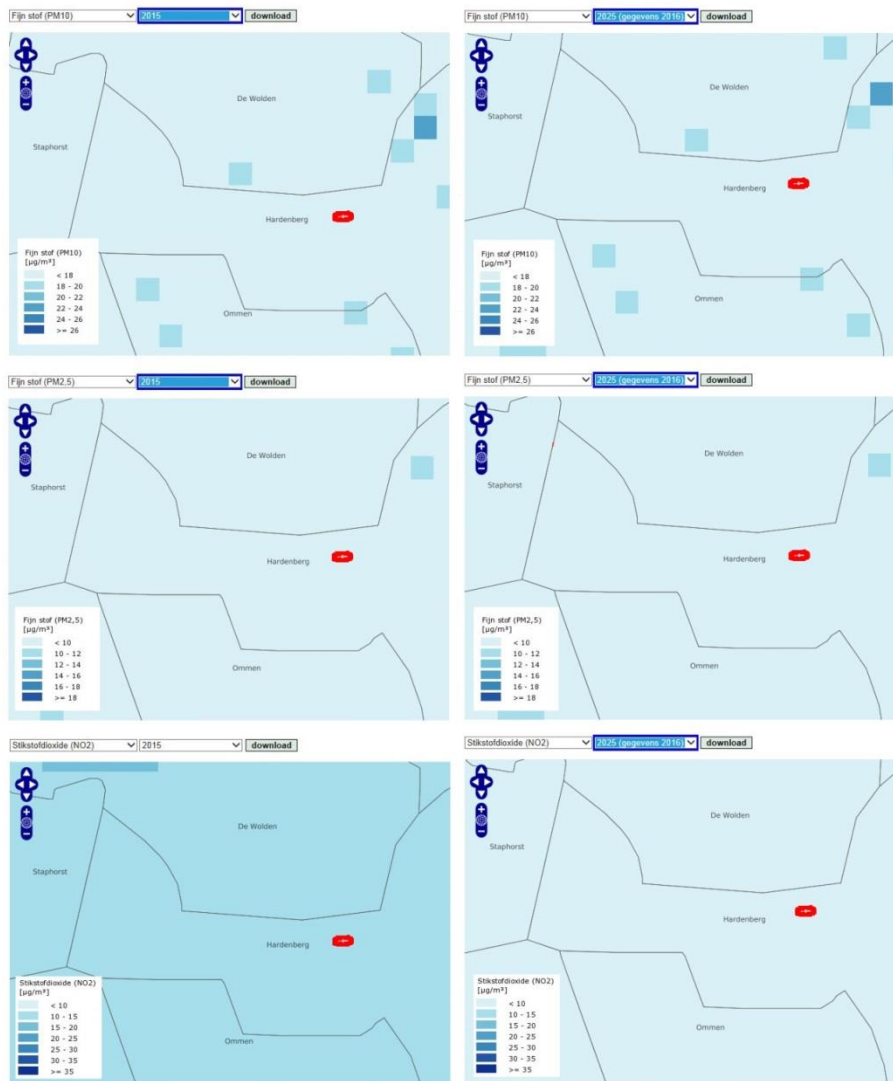 Fijn stof (PM10) 2015 download
De Wolden
Staphorst
Hardenberg
Fijn stof (PM10)
[µg/m³]
< 18
18 - 20
20 - 22
22 - 24
24 - 26
>= 26
Ommen
Fijn stof (PM10) 2025 (gegevens 2016) download
De Wolden
Staphorst
Hardenberg
Fijn stof (PM10)
[µg/m³]
< 18
18 - 20
20 - 22
22 - 24
24 - 26
>= 26
Ommen
Fijn stof (PM2,5) 2015 download
De Wolden
Staphorst
Hardenberg
Fijn stof (PM2,5)
[µg/m³]
< 10
10 - 12
12 - 14
14 - 16
16 - 18
>= 18
Ommen
Fijn stof (PM2,5) 2025 (gegevens 2016) download
De Wolden
Staphorst
Hardenberg
Fijn stof (PM2,5)
[µg/m³]
< 10
10 - 12
12 - 14
14 - 16
16 - 18
>= 18
Ommen
Stikstofdioxide (NO2) 2015 download
De Wolden
Staphorst
Hardenberg
Stikstofdioxide (NO2)
[µg/m³]
< 10
10 - 15
15 - 20
20 - 25
25 - 30
30 - 35
>= 35
Ommen
Stikstofdioxide (NO2) 2025 (gegevens 2016) download
De Wolden
Staphorst
Hardenberg
Stikstofdioxide (NO2)
[µg/m³]
< 10
10 - 15
15 - 20
20 - 25
25 - 30
30 - 35
>= 35
Ommen